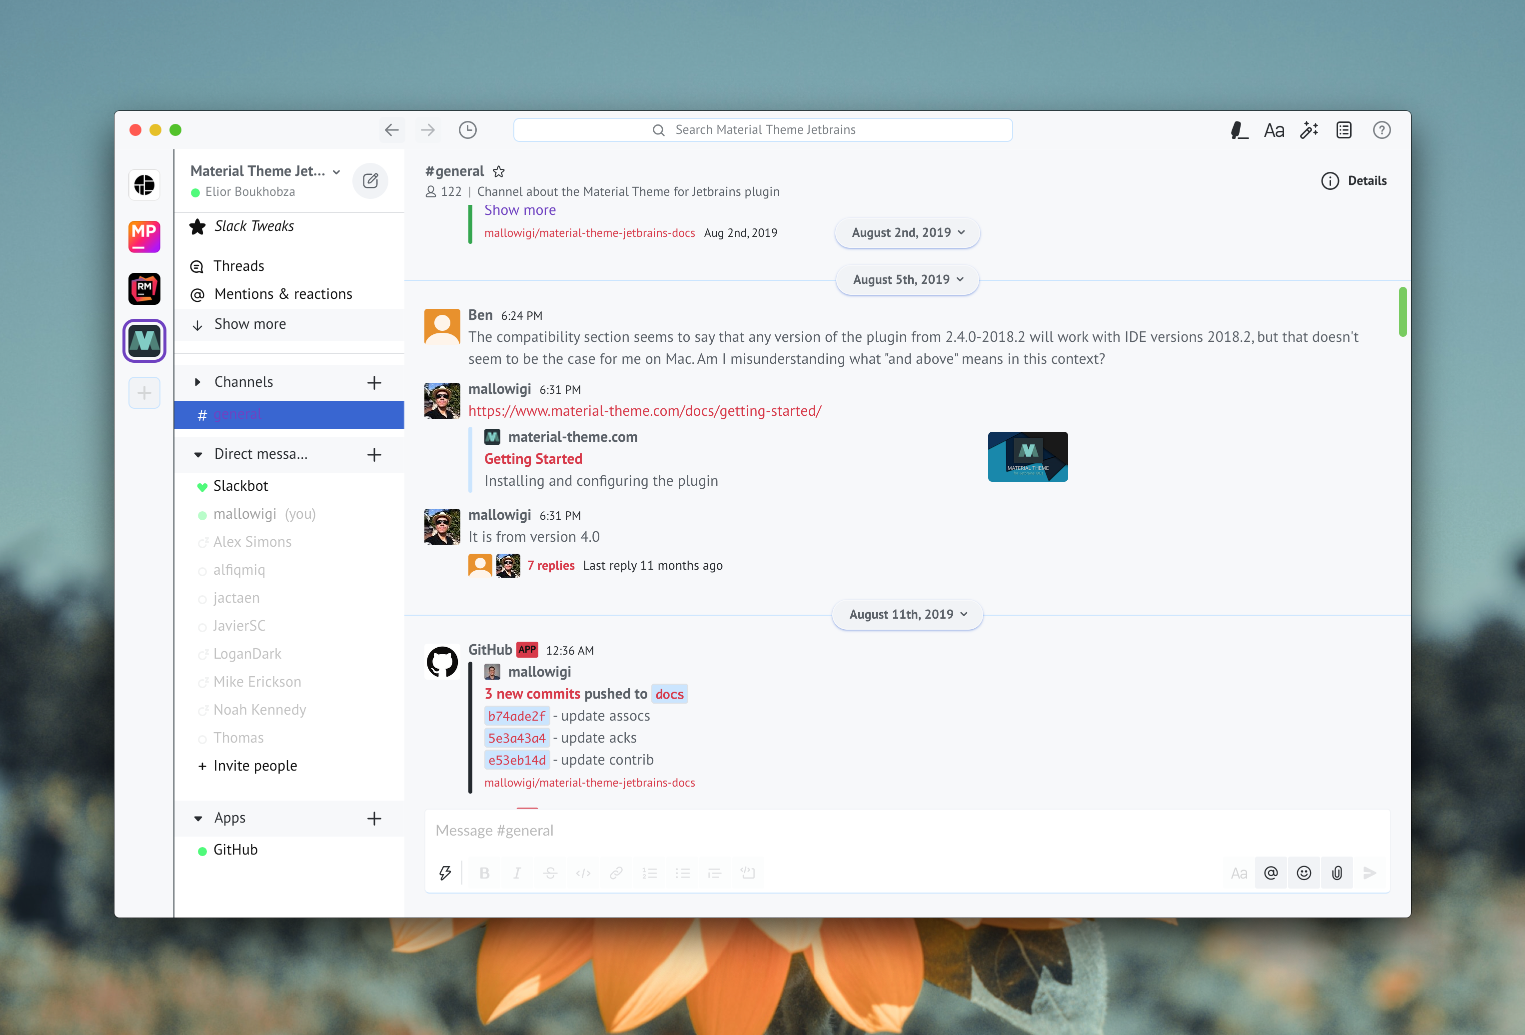 Search Material Theme Jetbrains
Aa
MP
RM
Material Theme Jet...
Elior Boukhobza
Slack Tweaks
Threads
Mentions & reactions
Show more
Channels
# general
Direct messa...
Slackbot
mallowigi (you)
Alex Simons
alfiqmiq
jactaen
JavierSC
LoganDark
Mike Erickson
Noah Kennedy
Thomas
+ Invite people
Apps
GitHub
#general
122 | Channel about the Material Theme for Jetbrains plugin
Details
Show more
mallowigi/material-theme-jetbrains-docs Aug 2nd, 2019
August 2nd, 2019
August 5th, 2019
Ben 6:24 PM
The compatibility section seems to say that any version of the plugin from 2.4.0-2018.2 will work with IDE versions 2018.2, but that doesn't
seem to be the case for me on Mac. Am I misunderstanding what "and above" means in this context?
mallowigi 6:31 PM
https://www.material-theme.com/docs/getting-started/
material-theme.com
Getting Started
Installing and configuring the plugin
MATERIAL THEME
mallowigi 6:31 PM
It is from version 4.0
7 replies Last reply 11 months ago
August 11th, 2019
GitHub APP 12:36 AM
mallowigi
3 new commits pushed to docs
b74ade2f - update assocs
5e3a43a4 - update acks
e53eb14d - update contrib
mallowigi/material-theme-jetbrains-docs
Message #general
B I S </>
Aa @